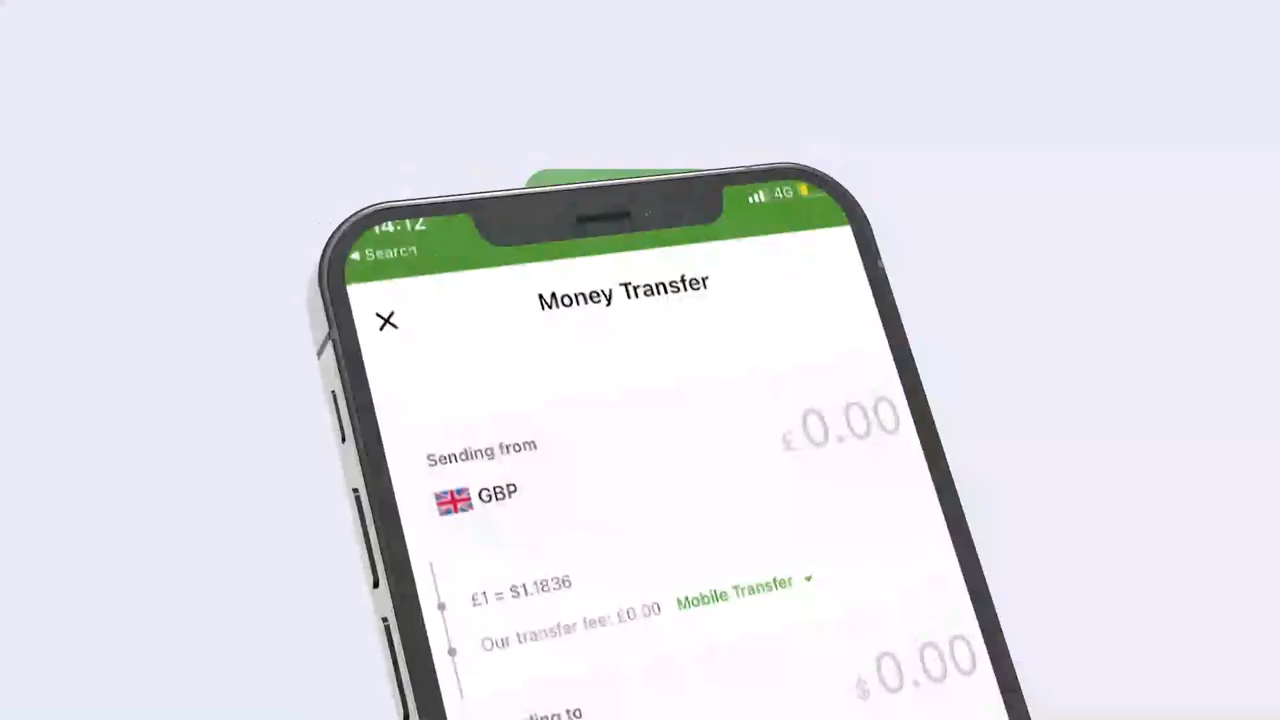 14:12
4G
Search
Money Transfer
£0.00
Sending from
GBP
£1 = $1.1836
Our transfer fee: £0.00 Mobile Transfer
$0.00
to